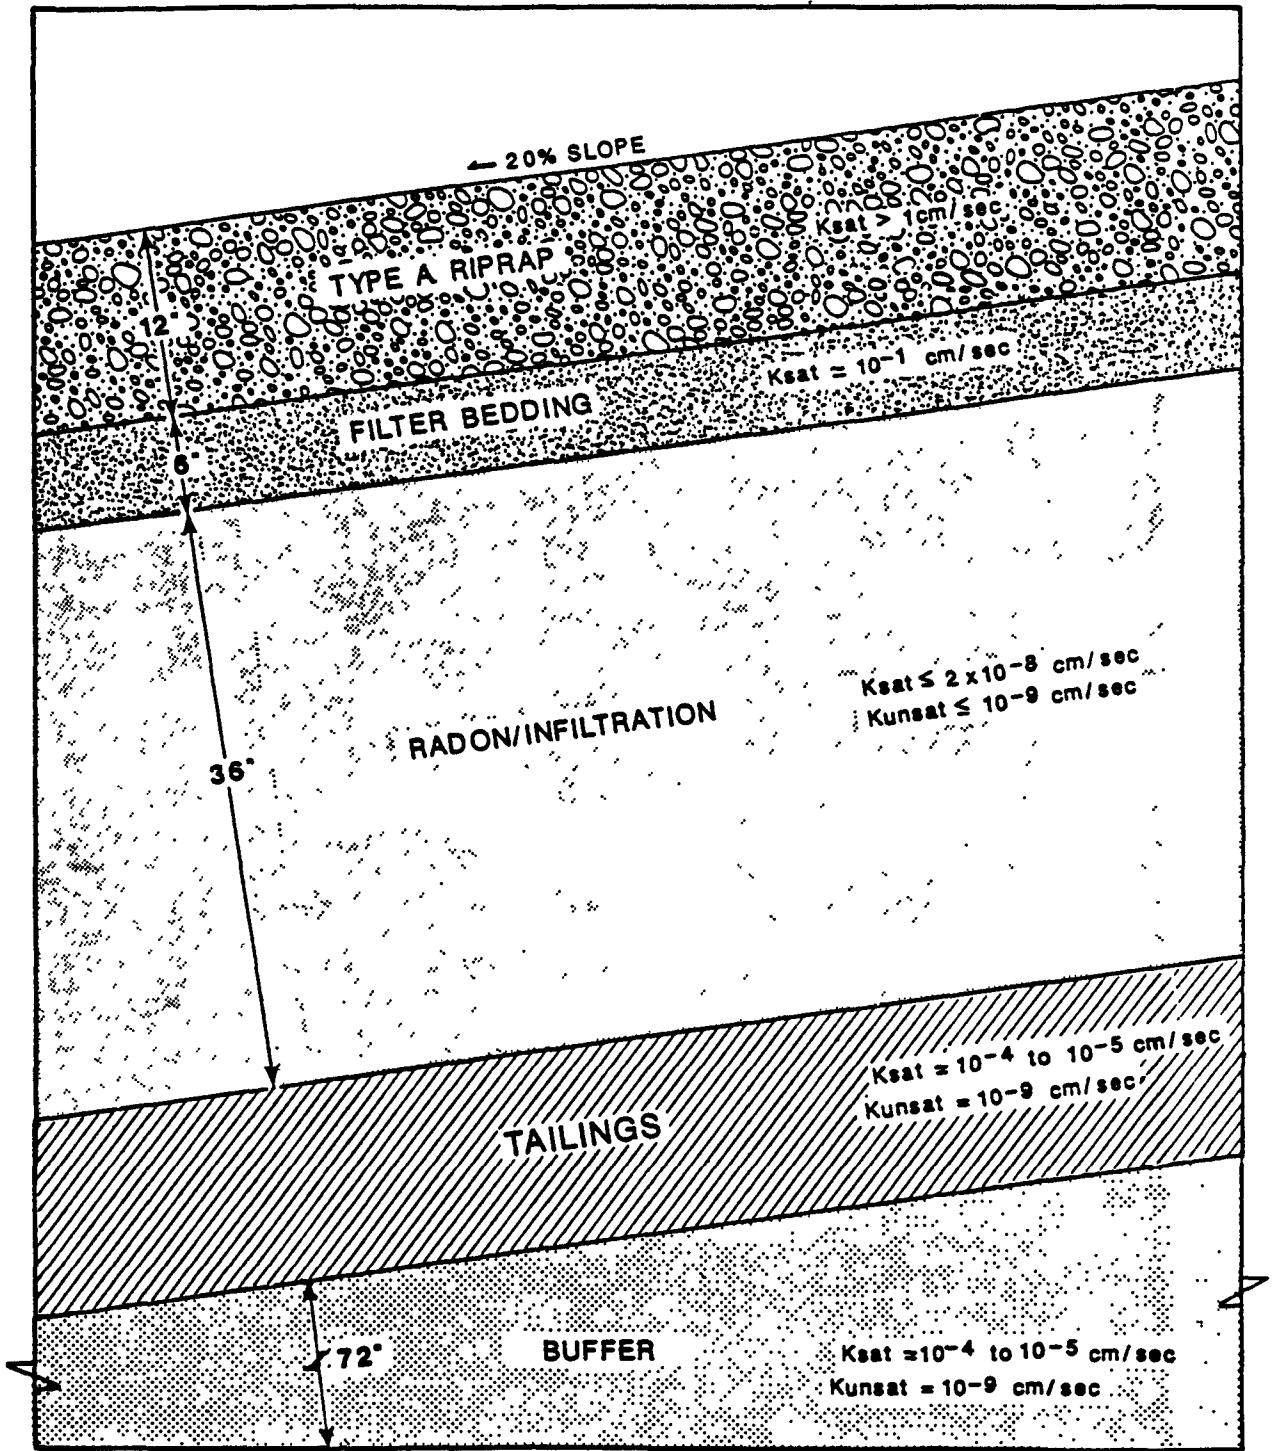 ← 20% SLOPE
Ksat > 1cm/sec
TYPE A RIPRAP
12"
Ksat ≃ 10⁻¹ cm/sec
FILTER BEDDING
6"
Ksat ≤ 2 x 10⁻⁸ cm/sec
Kunsat ≤ 10⁻⁹ cm/sec
RADON/INFILTRATION
36"
Ksat ≃ 10⁻⁴ to 10⁻⁵ cm/sec
Kunsat = 10⁻⁹ cm/sec
TAILINGS
72"
BUFFER
Ksat ≃10⁻⁴ to 10⁻⁵ cm/sec
Kunsat = 10⁻⁹ cm/sec